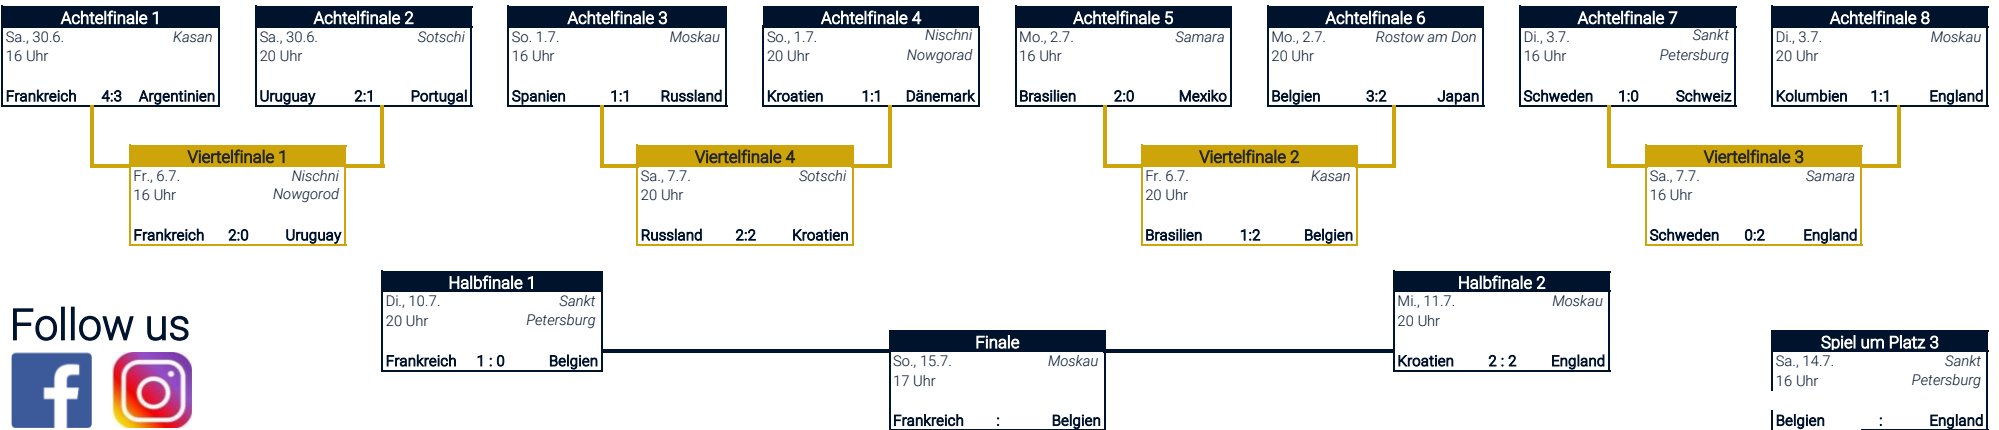 Achtelfinale 1
Sa., 30.6. Kasan
16 Uhr
Frankreich 4:3 Argentinien
Achtelfinale 2
Sa., 30.6. Sotschi
20 Uhr
Uruguay 2:1 Portugal
Achtelfinale 3
So. 1.7. Moskau
16 Uhr
Spanien 1:1 Russland
Achtelfinale 4
So., 1.7. Nischni
20 Uhr Nowgorad
Kroatien 1:1 Dänemark
Achtelfinale 5
Mo., 2.7. Samara
16 Uhr
Brasilien 2:0 Mexiko
Achtelfinale 6
Mo., 2.7. Rostow am Don
20 Uhr
Belgien 3:2 Japan
Achtelfinale 7
Di., 3.7. Sankt
16 Uhr Petersburg
Schweden 1:0 Schweiz
Achtelfinale 8
Di., 3.7. Moskau
20 Uhr
Kolumbien 1:1 England
Viertelfinale 1
Fr., 6.7. Nischni
16 Uhr Nowgorod
Frankreich 2:0 Uruguay
Viertelfinale 4
Sa., 7.7. Sotschi
20 Uhr
Russland 2:2 Kroatien
Viertelfinale 2
Fr. 6.7. Kasan
20 Uhr
Brasilien 1:2 Belgien
Viertelfinale 3
Sa., 7.7. Samara
16 Uhr
Schweden 0:2 England
Halbfinale 1
Di., 10.7. Sankt
20 Uhr Petersburg
Frankreich 1 : 0 Belgien
Halbfinale 2
Mi., 11.7. Moskau
20 Uhr
Kroatien 2 : 2 England
Follow us
Finale
So., 15.7. Moskau
17 Uhr
Frankreich : Belgien
Spiel um Platz 3
Sa., 14.7. Sankt
16 Uhr Petersburg
Belgien : England